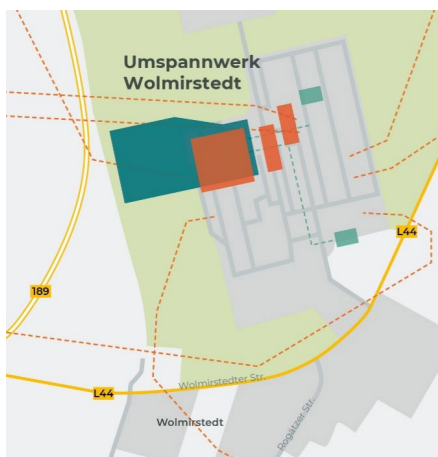 Umspannwerk
Wolmirstedt
L44
189
L44
Wolmirstedter Str.
Wolmirstedt
Rogätzer Str.